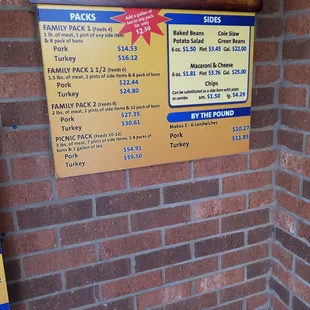 PACKS
Add a gallon of
tea to any pack
for only
$2.50
FAMILY PACK 1 (Feeds 4)
1 lb. of meat, 1 pint of any side item
& 8 pack of buns
Pork $14.53
Turkey $16.12
FAMILY PACK 1 1/2 (Feeds 6)
1.5 lbs. of meat, 2 pints of side items & 8 pack of buns
Pork $22.44
Turkey $24.80
FAMILY PACK 2 (Feeds 8)
2 lbs. of meat, 2 pints of side items & 12 pack of buns
Pork $27.35
Turkey $30.61
PICNIC PACK (Feeds 10-12)
of meat, 7 pints of side items, 2-8 packs of
buns & 1 gallon of tea
Pork $54.91
Turkey $59.50
SIDES
Baked Beans Cole Slaw
Potato Salad Green Beans
6 oz. $1.50 Pint $3.45 Cal. $22.00
Macaroni & Cheese
6 oz. $1.81 Pint $3.76 Cal. $25.00
Chips
Can be substituted as a side item with plate
or combo sm. $1.50 lg. $4.29
BY THE POUND
Makes 5 - 6 sandwiches
Pork $10.27
Turkey $11.85